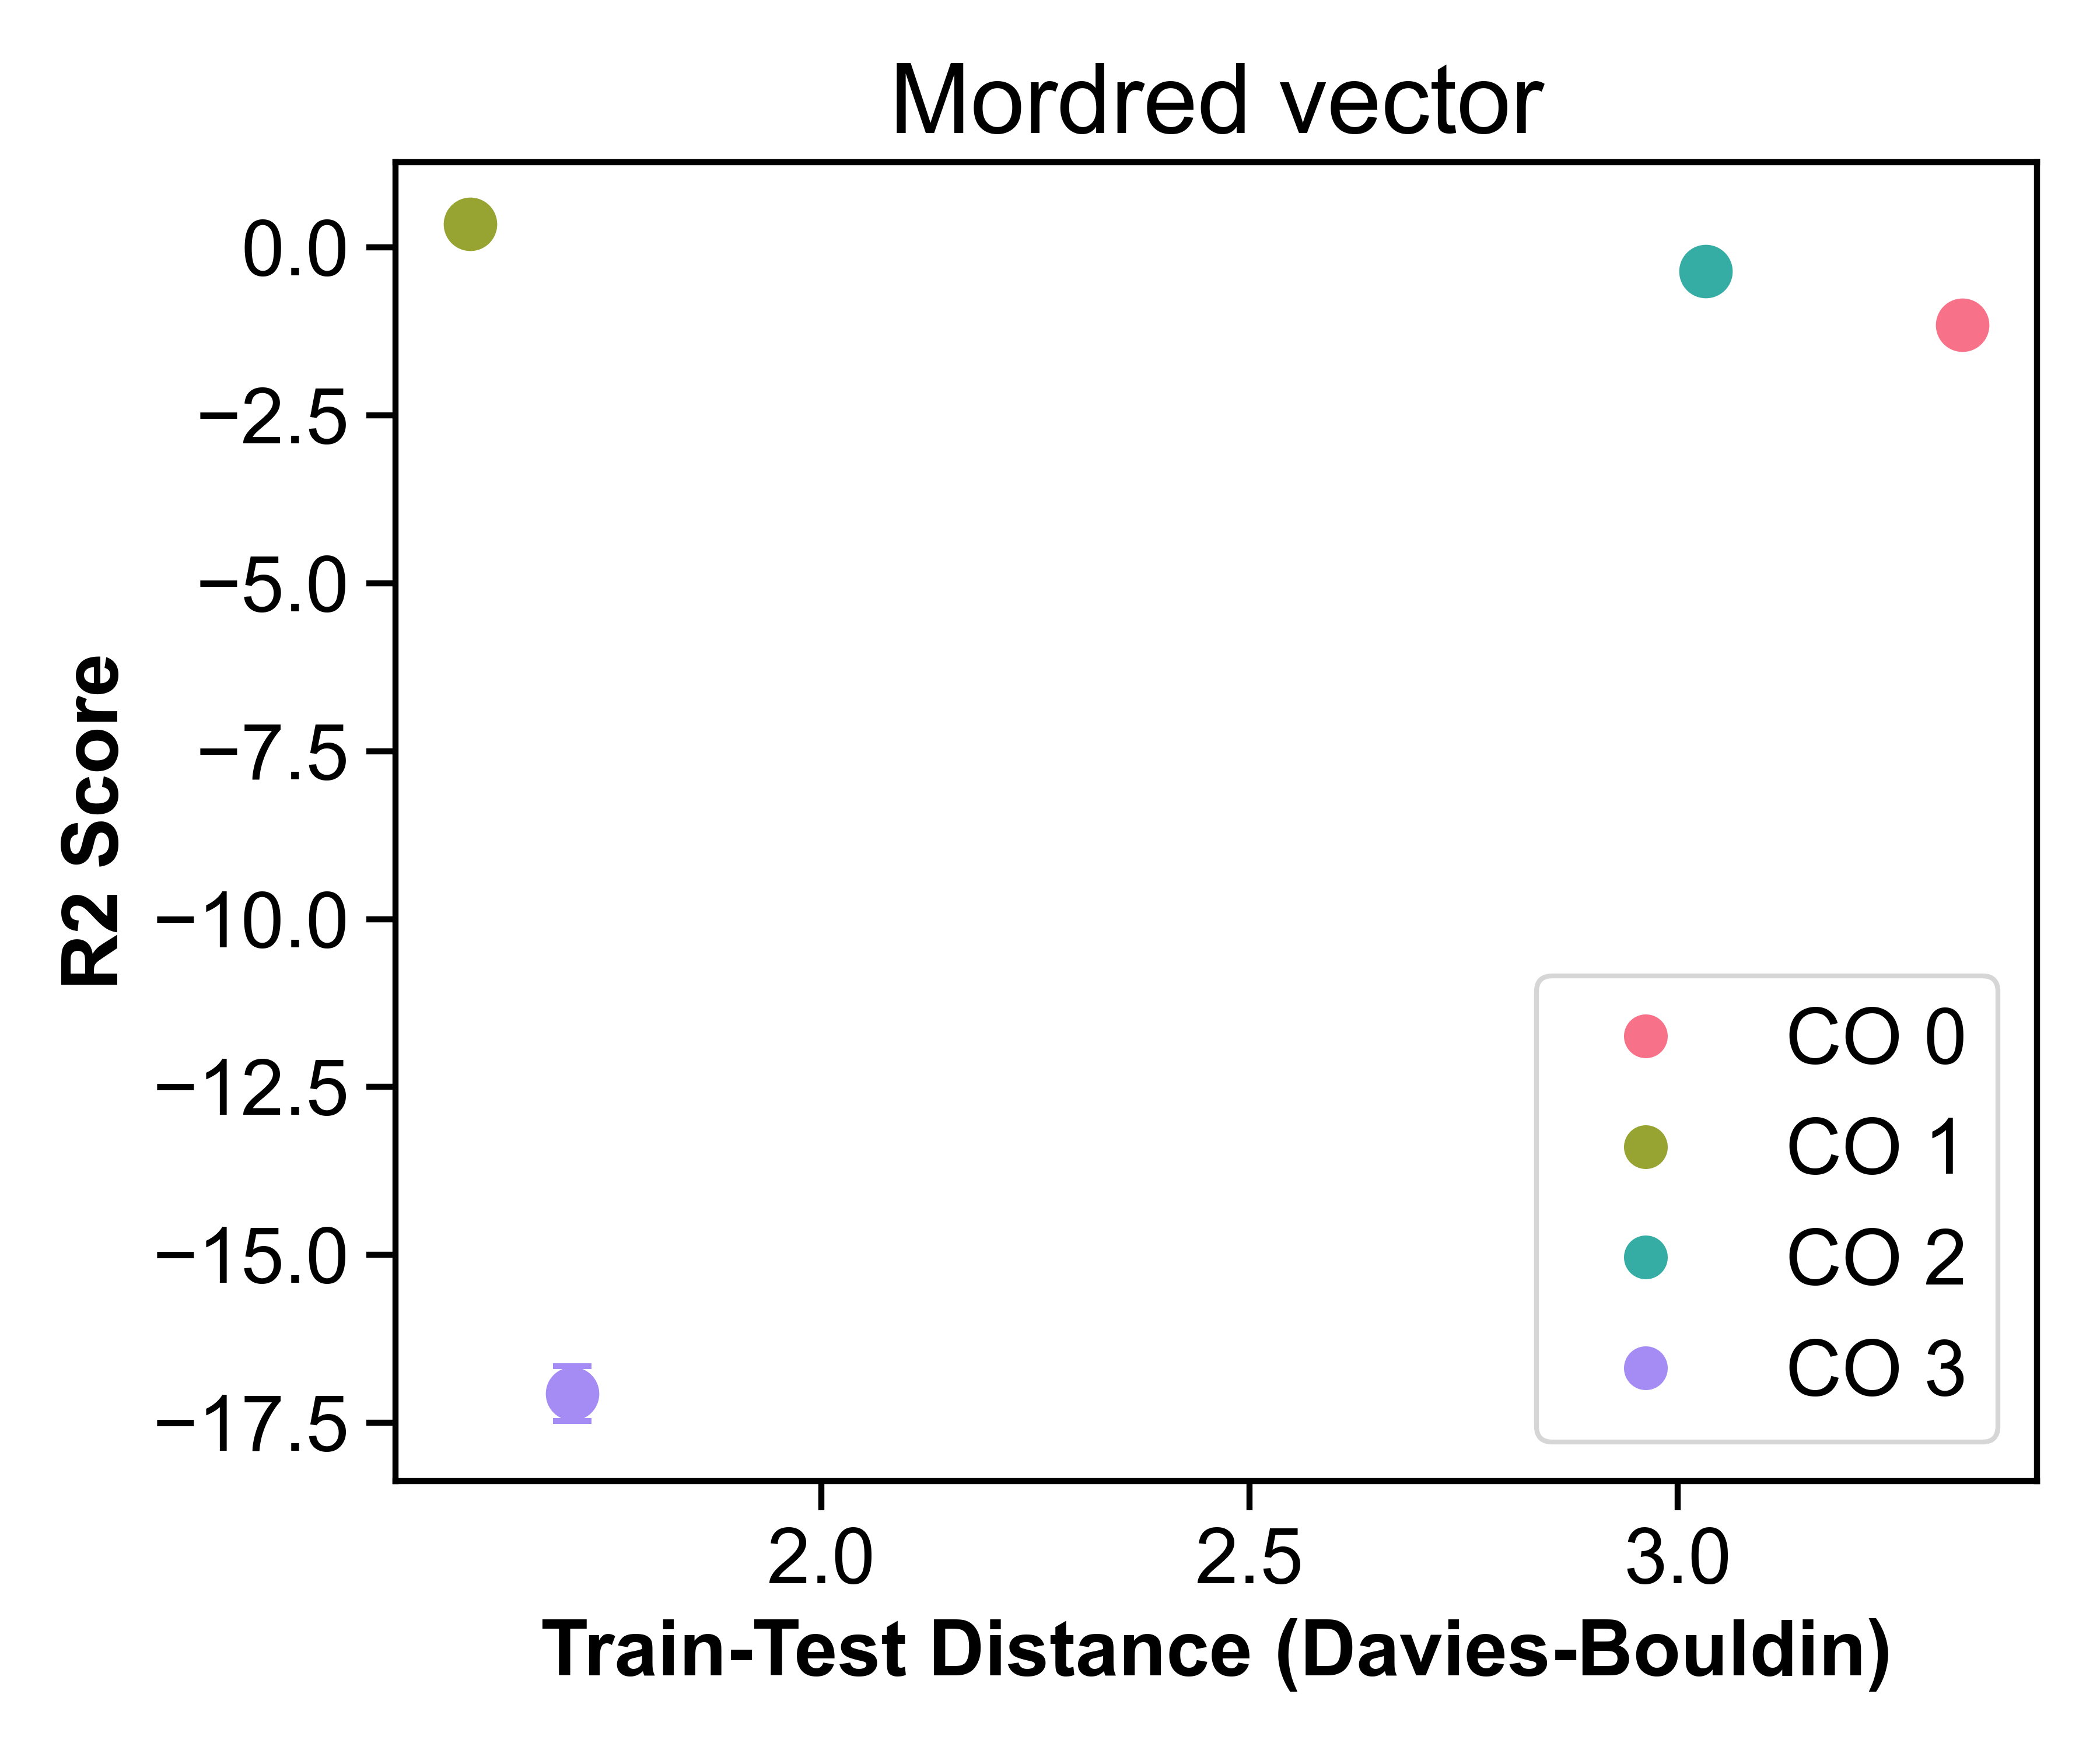 Mordred vector
0.0
−2.5
−5.0
−7.5
−10.0
−12.5
−15.0
−17.5
R2 Score
CO 0
CO 1
CO 2
CO 3
2.0 2.5 3.0
Train-Test Distance (Davies-Bouldin)